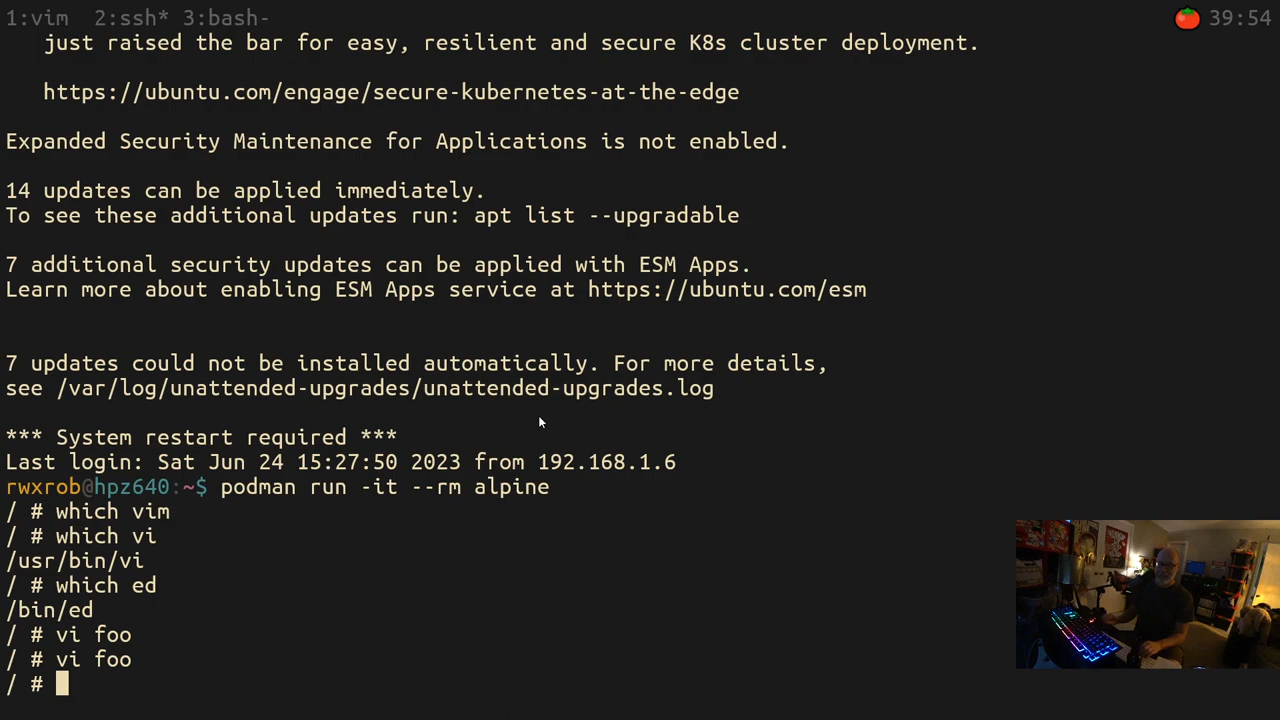 1:vim  2:ssh* 3:bash-
39:54
just raised the bar for easy, resilient and secure K8s cluster deployment.
https://ubuntu.com/engage/secure-kubernetes-at-the-edge
Expanded Security Maintenance for Applications is not enabled.
14 updates can be applied immediately.
To see these additional updates run: apt list --upgradable
7 additional security updates can be applied with ESM Apps.
Learn more about enabling ESM Apps service at https://ubuntu.com/esm
7 updates could not be installed automatically. For more details,
see /var/log/unattended-upgrades/unattended-upgrades.log
*** System restart required ***
Last login: Sat Jun 24 15:27:50 2023 from 192.168.1.6
rwxrob@hpz640:~$ podman run -it --rm alpine
/ # which vim
/ # which vi
/usr/bin/vi
/ # which ed
/bin/ed
/ # vi foo
/ # vi foo
/ #